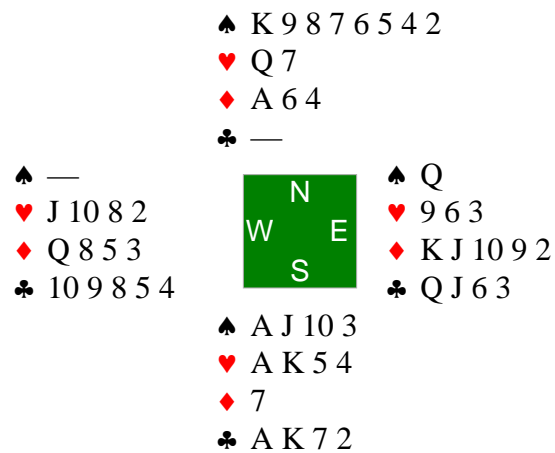 ♠ K 9 8 7 6 5 4 2
♥ Q 7
♦ A 6 4
♣ —
♠ —
♥ J 10 8 2
♦ Q 8 5 3
♣ 10 9 8 5 4
N
W E
S
♠ Q
♥ 9 6 3
♦ K J 10 9 2
♣ Q J 6 3
♠ A J 10 3
♥ A K 5 4
♦ 7
♣ A K 7 2